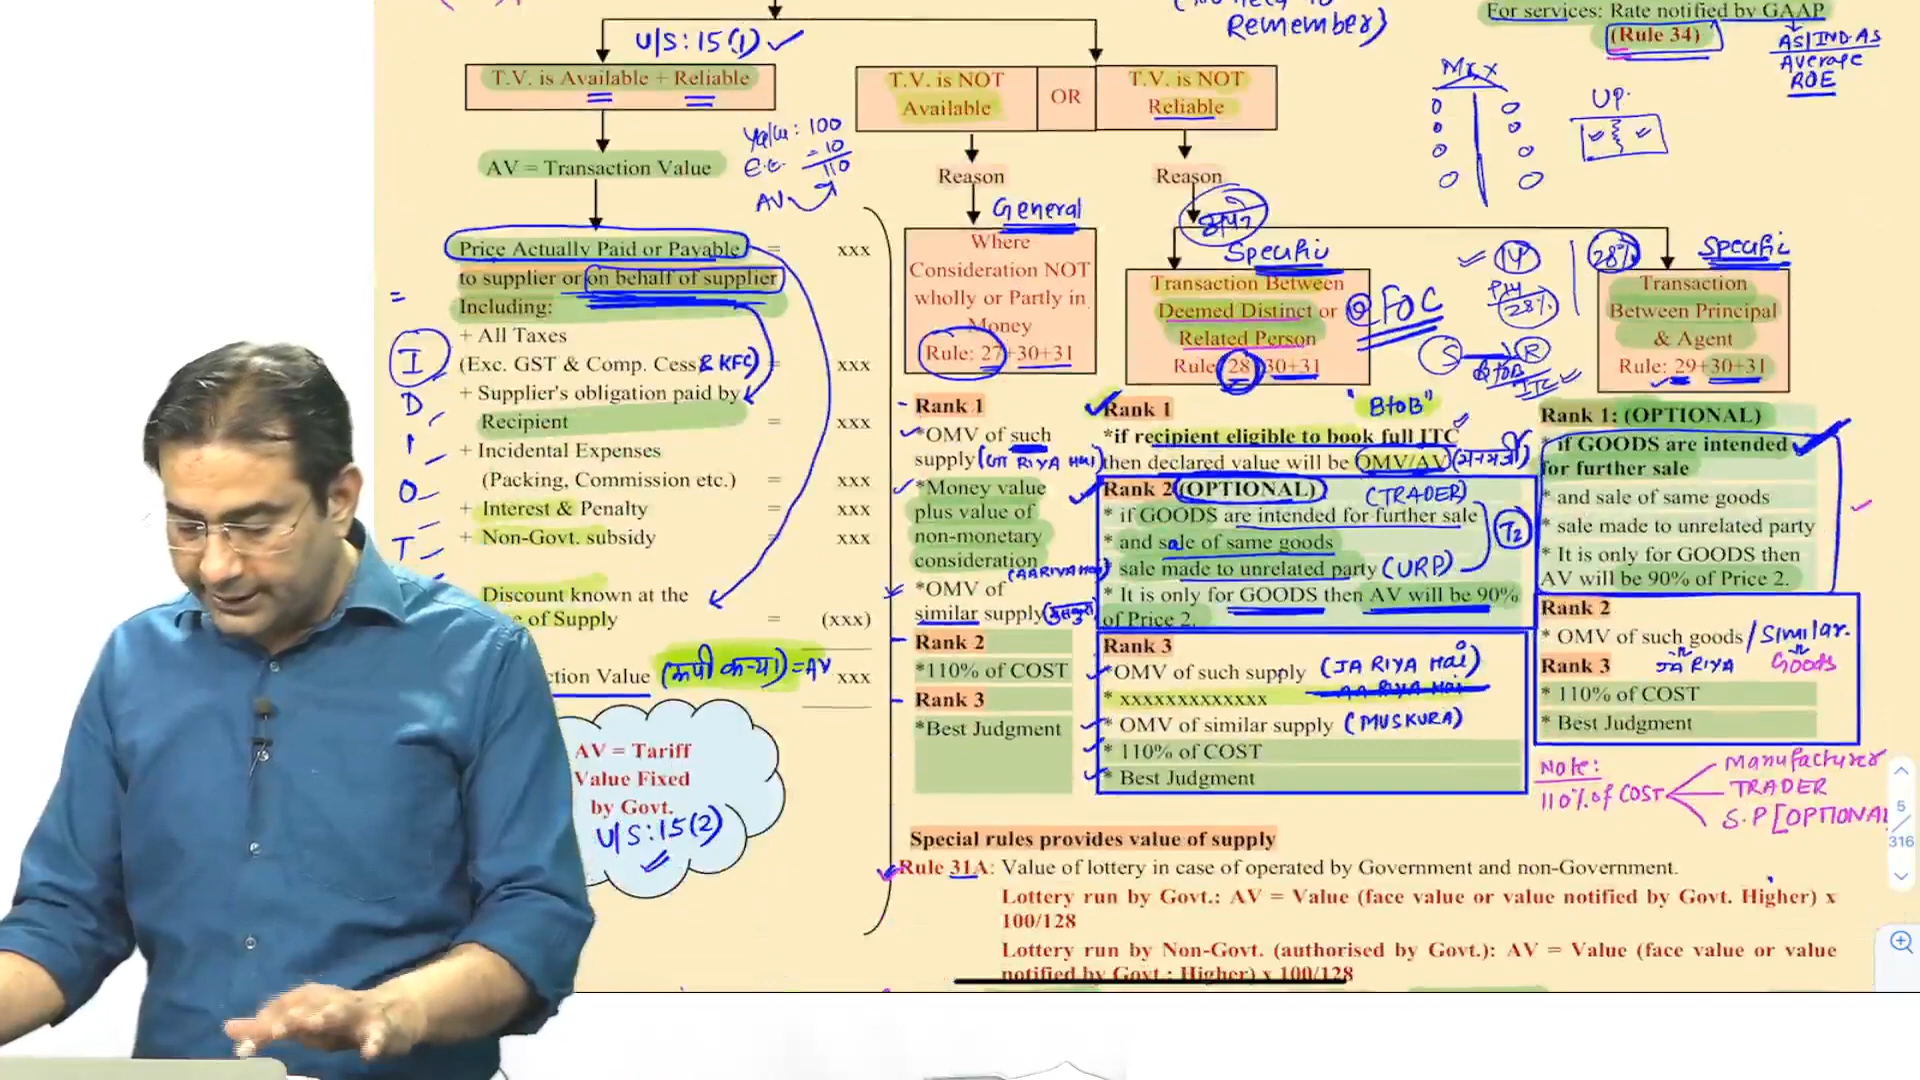 Remember)
For services: Rate notified by GAAP
(Rule 34)
AS/IND-AS
Average
ROE
U/S: 15(1)
T.V. is Available + Reliable
T.V. is NOT
Available
OR
T.V. is NOT
Reliable
Mr. X
UP.
Value: 100
10
110
AV
AV = Transaction Value
Reason
Reason
General
Specific
Specific
28%
Price Actually Paid or Payable = xxx
to supplier or on behalf of supplier
Including:
+ All Taxes
(Exc. GST & Comp. Cess & KFC) = xxx
+ Supplier's obligation paid by
Recipient = xxx
+ Incidental Expenses
(Packing, Commission etc.) = xxx
+ Interest & Penalty = xxx
+ Non-Govt. subsidy = xxx
Discount known at the
of Supply = (xxx)
ction Value = AV xxx
I
D
I
O
T
AV = Tariff
Value Fixed
by Govt.
U/S: 15(2)
Where
Consideration NOT
wholly or Partly in
Money
Rule: 27+30+31
Rank 1
*OMV of such
supply
*Money value
plus value of
non-monetary
consideration
*OMV of
similar supply
Rank 2
*110% of COST
Rank 3
*Best Judgment
Transaction Between
Deemed Distinct or
Related Person
Rule: 28+30+31
FOC
28%
S
R
BtoB
ITC
"BtoB"
Rank 1
*if recipient eligible to book full ITC
then declared value will be OMV/AV
Rank 2 (OPTIONAL) (TRADER)
* if GOODS are intended for further sale
* and sale of same goods
* sale made to unrelated party (URP)
* It is only for GOODS then AV will be 90%
of Price 2.
T2
Rank 3
*OMV of such supply (JA RIYA Hai)
AA RIYA Hai
* xxxxxxxxxxxxx
* OMV of similar supply (MUSKURA)
* 110% of COST
* Best Judgment
Transaction
Between Principal
& Agent
Rule: 29+30+31
Rank 1: (OPTIONAL)
* if GOODS are intended
for further sale
* and sale of same goods
* sale made to unrelated party
* It is only for GOODS then
AV will be 90% of Price 2.
Rank 2
* OMV of such goods / Similar
Goods
JA RIYA
Rank 3
* 110% of COST
* Best Judgment
Note:
110% of COST
Manufacturer
TRADER
S.P [OPTIONAL
5
316
Special rules provides value of supply
Rule 31A: Value of lottery in case of operated by Government and non-Government.
Lottery run by Govt.: AV = Value (face value or value notified by Govt. Higher) x
100/128
Lottery run by Non-Govt. (authorised by Govt.): AV = Value (face value or value
notified by Govt : Higher) x 100/128